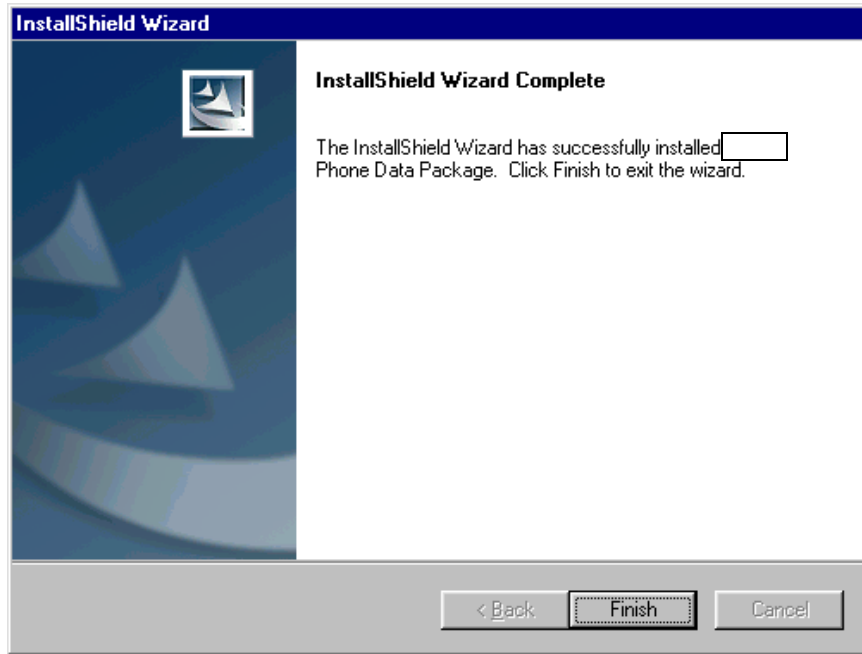 InstallShield Wizard
InstallShield Wizard Complete
The InstallShield Wizard has successfully installed
Phone Data Package. Click Finish to exit the wizard.
< Back
Finish
Cancel